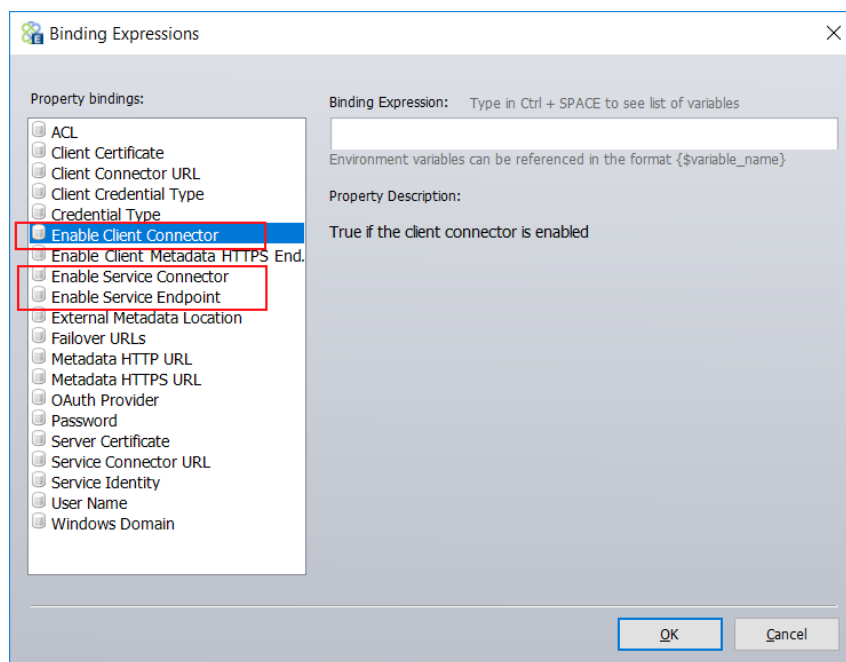 Binding Expressions
Property bindings:
ACL
Client Certificate
Client Connector URL
Client Credential Type
Credential Type
Enable Client Connector
Enable Client Metadata HTTPS End.
Enable Service Connector
Enable Service Endpoint
External Metadata Location
Failover URLs
Metadata HTTP URL
Metadata HTTPS URL
OAuth Provider
Password
Server Certificate
Service Connector URL
Service Identity
User Name
Windows Domain
Binding Expression: Type in Ctrl + SPACE to see list of variables
Environment variables can be referenced in the format {$variable_name}
Property Description:
True if the client connector is enabled
OK Cancel